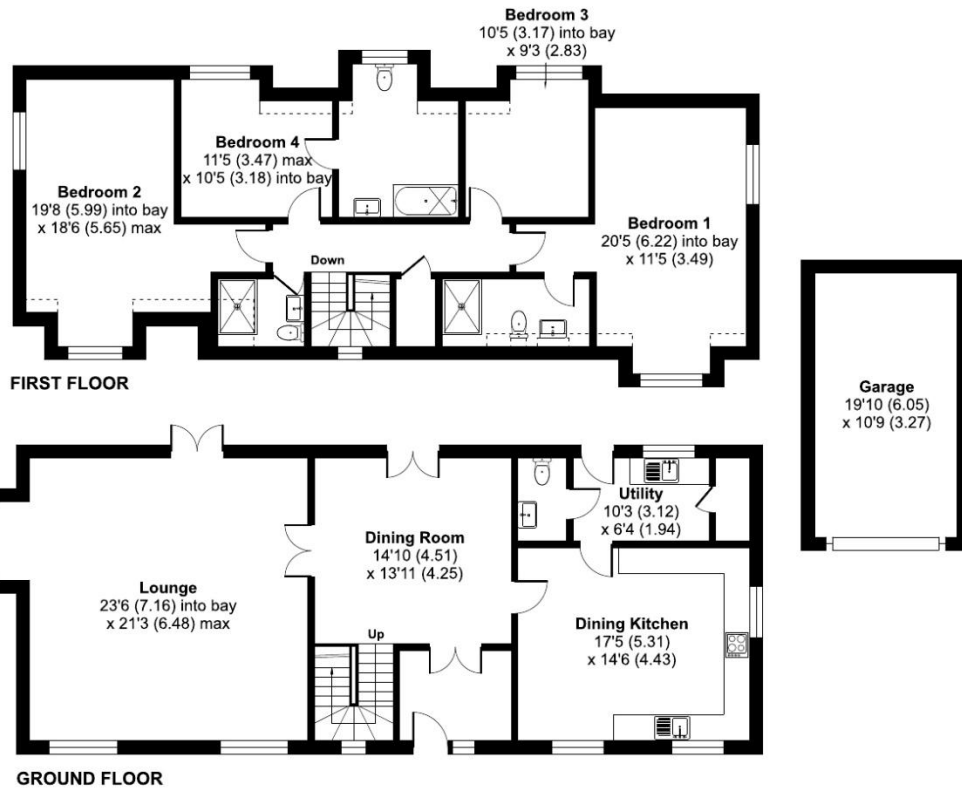 Bedroom 3
10'5 (3.17) into bay
x 9'3 (2.83)
Bedroom 4
11'5 (3.47) max
x 10'5 (3.18) into bay
Bedroom 2
19'8 (5.99) into bay
x 18'6 (5.65) max
Bedroom 1
20'5 (6.22) into bay
x 11'5 (3.49)
Down
FIRST FLOOR
Garage
19'10 (6.05)
x 10'9 (3.27)
Utility
10'3 (3.12)
x 6'4 (1.94)
Dining Room
14'10 (4.51)
x 13'11 (4.25)
Lounge
23'6 (7.16) into bay
x 21'3 (6.48) max
Dining Kitchen
17'5 (5.31)
x 14'6 (4.43)
Up
GROUND FLOOR